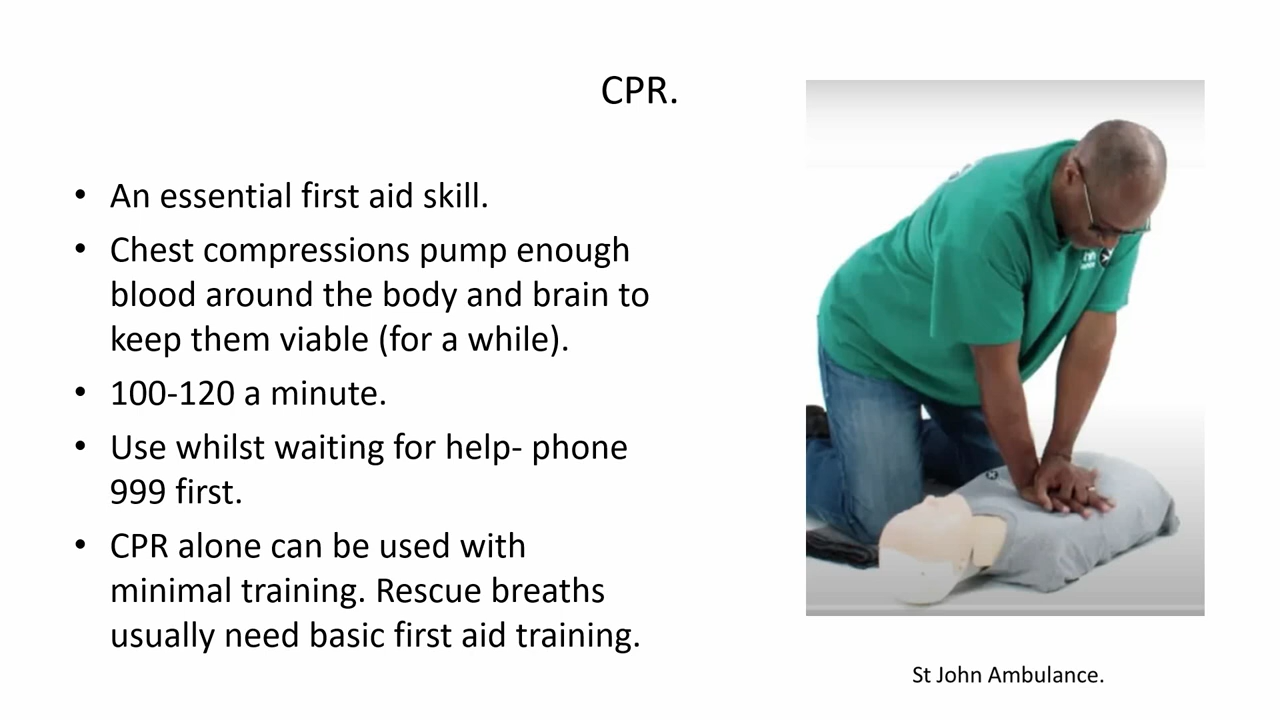 CPR.
• An essential first aid skill.
• Chest compressions pump enough
blood around the body and brain to
keep them viable (for a while).
• 100-120 a minute.
• Use whilst waiting for help- phone
999 first.
• CPR alone can be used with
minimal training. Rescue breaths
usually need basic first aid training.
St John Ambulance.